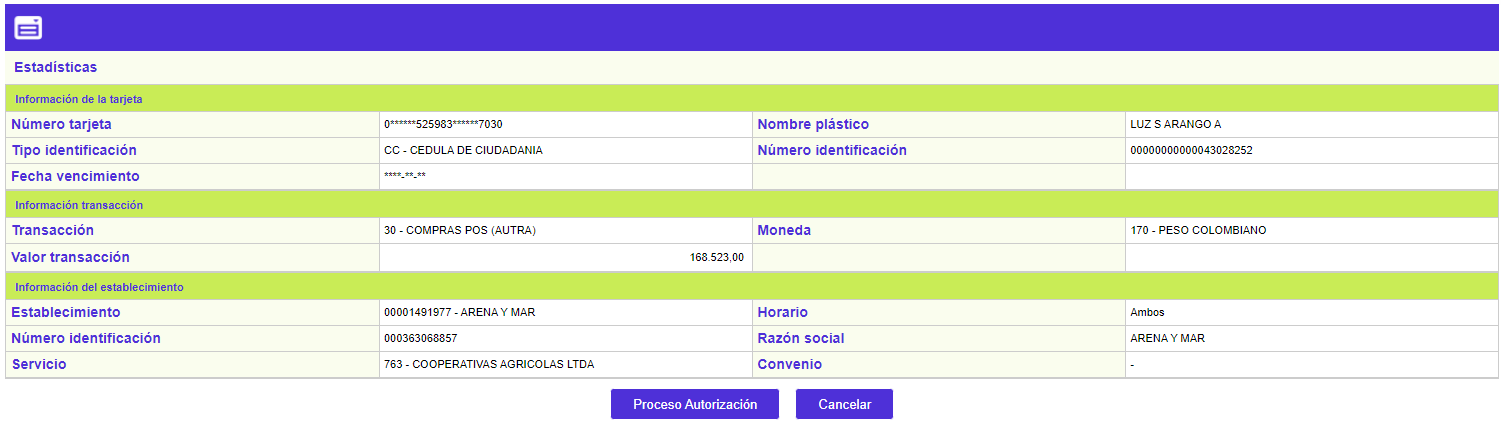 Estadísticas
Información de la tarjeta
Número tarjeta 0******525983******7030 Nombre plástico LUZ S ARANGO A
Tipo identificación CC - CEDULA DE CIUDADANIA Número identificación 00000000000043028252
Fecha vencimiento ****-**-**
Información transacción
Transacción 30 - COMPRAS POS (AUTRA) Moneda 170 - PESO COLOMBIANO
Valor transacción 168.523,00
Información del establecimiento
Establecimiento 00001491977 - ARENA Y MAR Horario Ambos
Número identificación 000363068857 Razón social ARENA Y MAR
Servicio 763 - COOPERATIVAS AGRICOLAS LTDA Convenio -
Proceso Autorización Cancelar